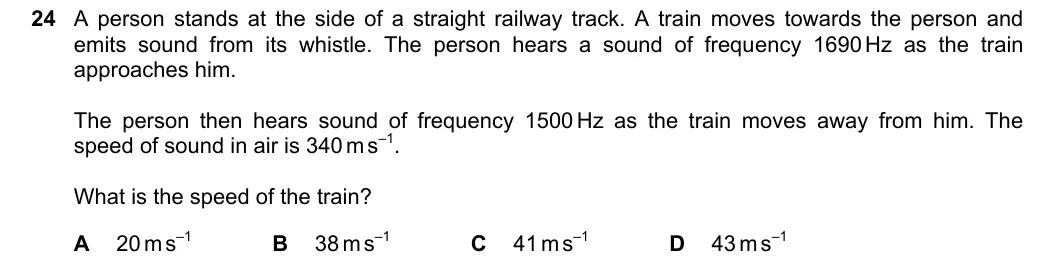 24 A person stands at the side of a straight railway track. A train moves towards the person and
emits sound from its whistle. The person hears a sound of frequency 1690 Hz as the train
approaches him.
The person then hears sound of frequency 1500 Hz as the train moves away from him. The
speed of sound in air is 340 m s⁻¹.
What is the speed of the train?
A 20 m s⁻¹ B 38 m s⁻¹ C 41 m s⁻¹ D 43 m s⁻¹